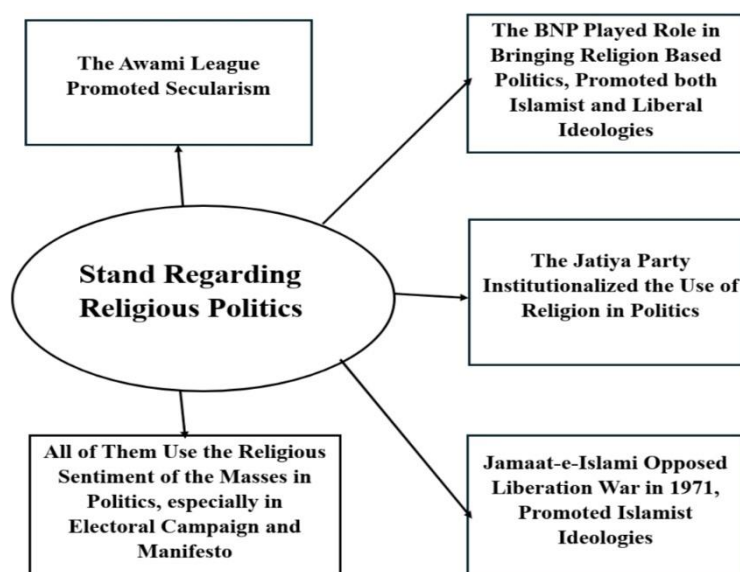 The Awami League
Promoted Secularism
The BNP Played Role in
Bringing Religion Based
Politics, Promoted both
Islamist and Liberal
Ideologies
Stand Regarding
Religious Politics
The Jatiya Party
Institutionalized the Use of
Religion in Politics
All of Them Use the Religious
Sentiment of the Masses in
Politics, especially in
Electoral Campaign and
Manifesto
Jamaat-e-Islami Opposed
Liberation War in 1971,
Promoted Islamist
Ideologies